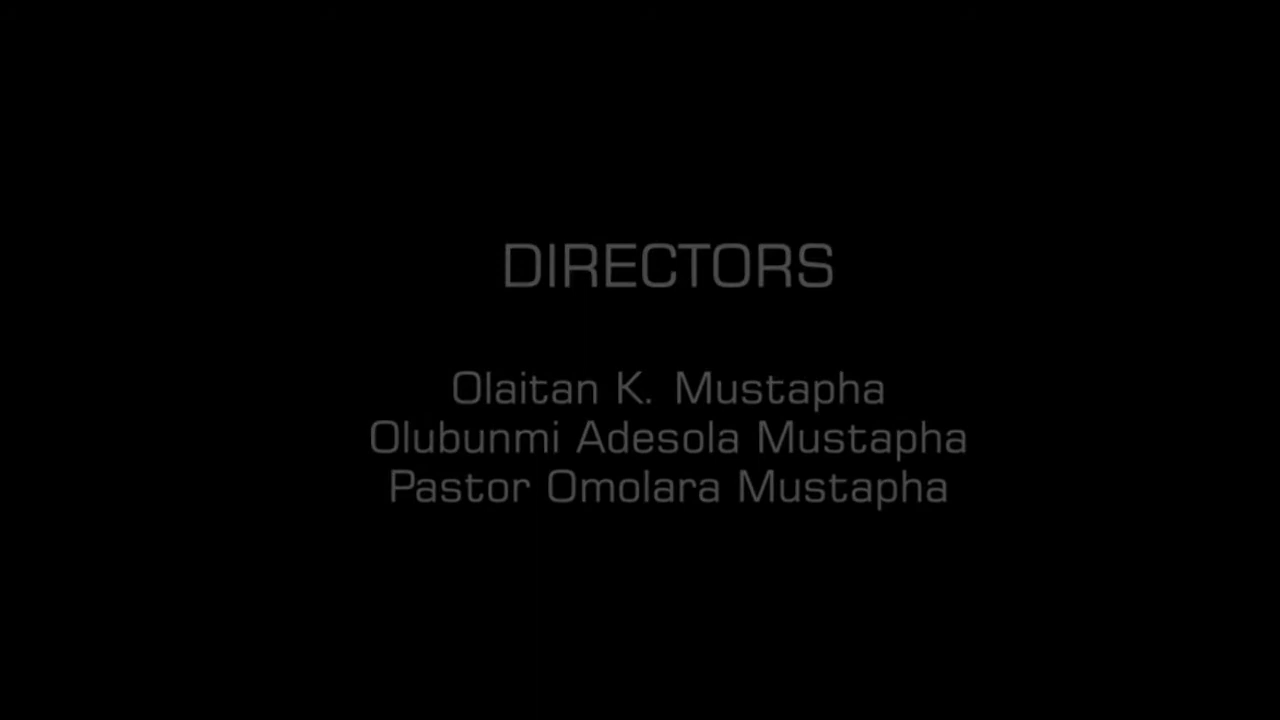 DIRECTORS
Olaitan K. Mustapha
Olubunmi Adesola Mustapha
Pastor Omolara Mustapha